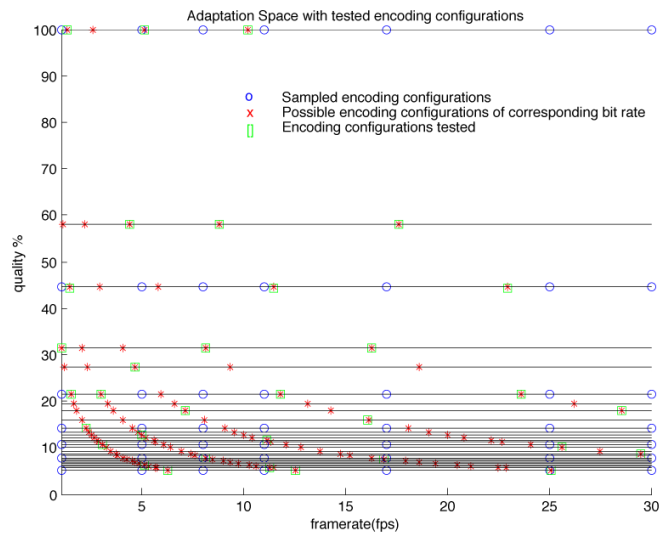 Adaptation Space with tested encoding configurations
100
90
80
70
60
50
40
30
20
10
0
quality %
o Sampled encoding configurations
x Possible encoding configurations of corresponding bit rate
[] Encoding configurations tested
5
10
15
20
25
30
framerate(fps)